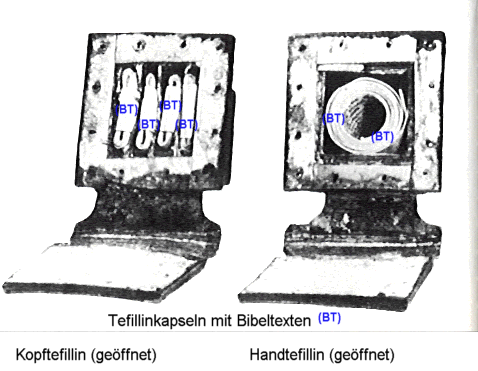 (BT) (BT) (BT) (BT)
(BT) (BT)
Tefillinkapseln mit Bibeltexten (BT)
Kopftefillin (geöffnet)
Handtefillin (geöffnet)